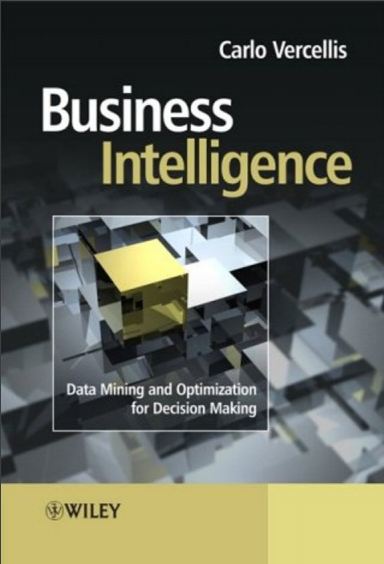 Carlo Vercellis
Business
Intelligence
Data Mining and Optimization
for Decision Making
WILEY